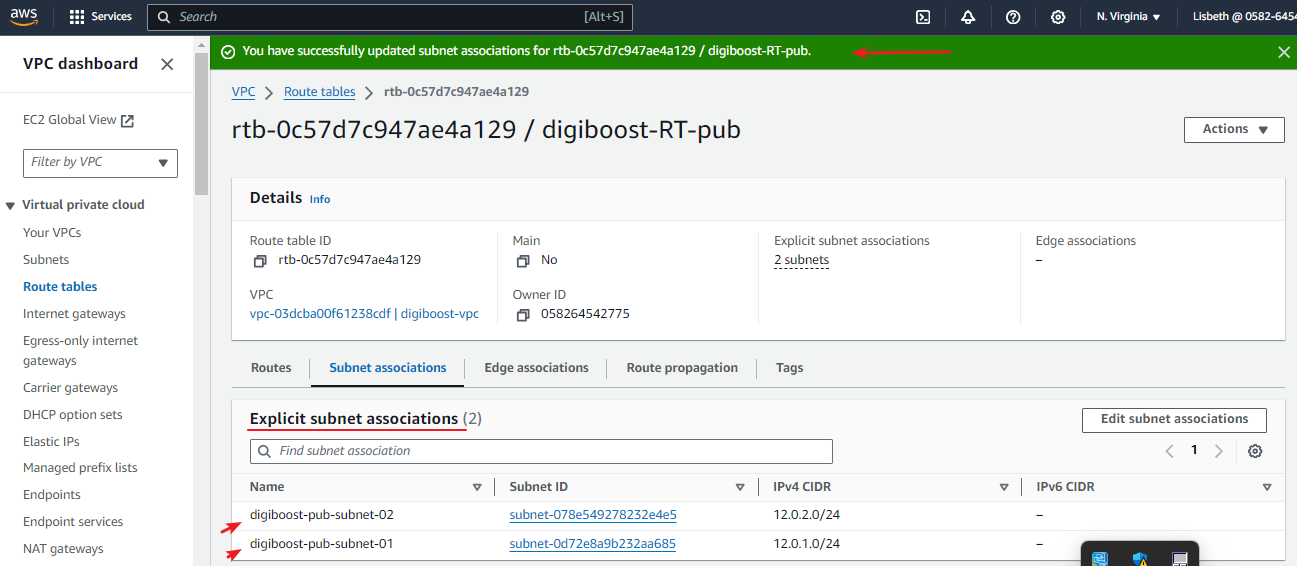 aws
Services
Search [Alt+S]
N. Virginia
Lisbeth @ 0582-6454
VPC dashboard
EC2 Global View
Filter by VPC
Virtual private cloud
Your VPCs
Subnets
Route tables
Internet gateways
Egress-only internet
gateways
Carrier gateways
DHCP option sets
Elastic IPs
Managed prefix lists
Endpoints
Endpoint services
NAT gateways
You have successfully updated subnet associations for rtb-0c57d7c947ae4a129 / digiboost-RT-pub.
VPC > Route tables > rtb-0c57d7c947ae4a129
rtb-0c57d7c947ae4a129 / digiboost-RT-pub
Actions
Details Info
Route table ID
rtb-0c57d7c947ae4a129
Main
No
Explicit subnet associations
2 subnets
Edge associations
–
VPC
vpc-03dcba00f61238cdf | digiboost-vpc
Owner ID
058264542775
Routes Subnet associations Edge associations Route propagation Tags
Explicit subnet associations (2)
Edit subnet associations
Find subnet association
1
Name Subnet ID IPv4 CIDR IPv6 CIDR
digiboost-pub-subnet-02 subnet-078e549278232e4e5 12.0.2.0/24 –
digiboost-pub-subnet-01 subnet-0d72e8a9b232aa685 12.0.1.0/24 –